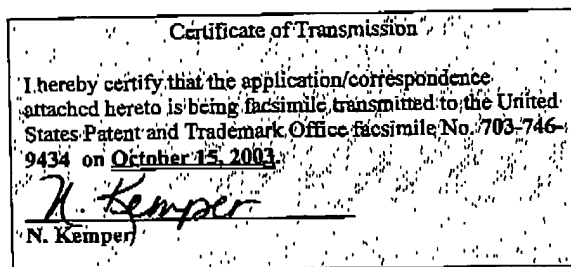 Certificate of Transmission
I hereby certify that the application/correspondence
attached hereto is being facsimile transmitted to the United
States Patent and Trademark Office facsimile No. 703-746-
9434 on October 15, 2003.
N. Kemper
N. Kemper